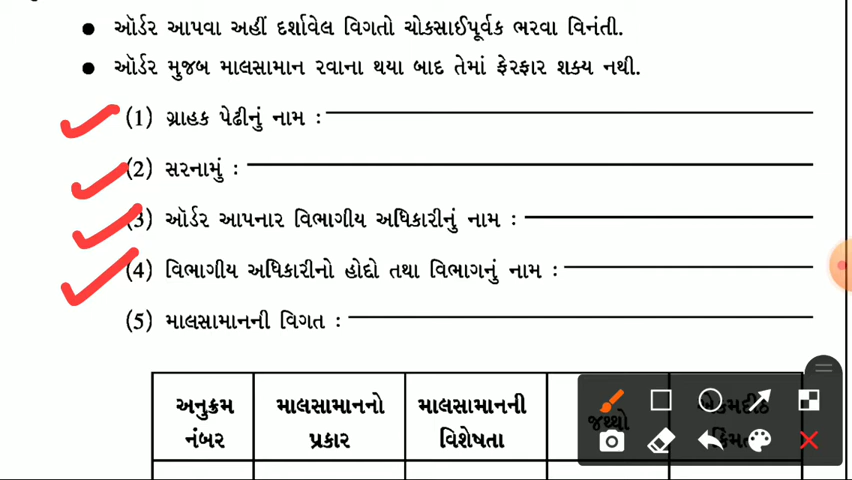 ● ઑર્ડર આપવા અહીં દર્શાવેલ વિગતો ચોકસાઈપૂર્વક ભરવા વિનંતી.
● ઑર્ડર મુજબ માલસામાન રવાના થયા બાદ તેમાં ફેરફાર શક્ય નથી.
(1) ગ્રાહક પેઢીનું નામ :
(2) સરનામું :
(3) ઑર્ડર આપનાર વિભાગીય અધિકારીનું નામ :
(4) વિભાગીય અધિકારીનો હોદ્દો તથા વિભાગનું નામ :
(5) માલસામાનની વિગત :
અનુક્રમ નંબર
માલસામાનનો પ્રકાર
માલસામાનની વિશેષતા
જથ્થો